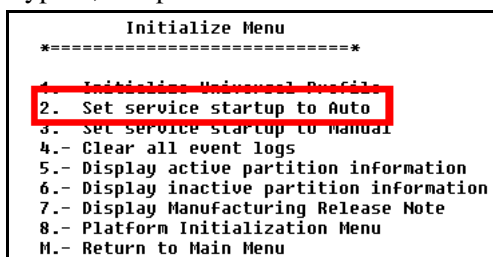 Initialize Menu
*=============================*
1. Initialize Universal Profile
2. Set service startup to Auto
3. Set service startup to Manual
4.- Clear all event logs
5.- Display active partition information
6.- Display inactive partition information
7.- Display Manufacturing Release Note
8.- Platform Initialization Menu
M.- Return to Main Menu